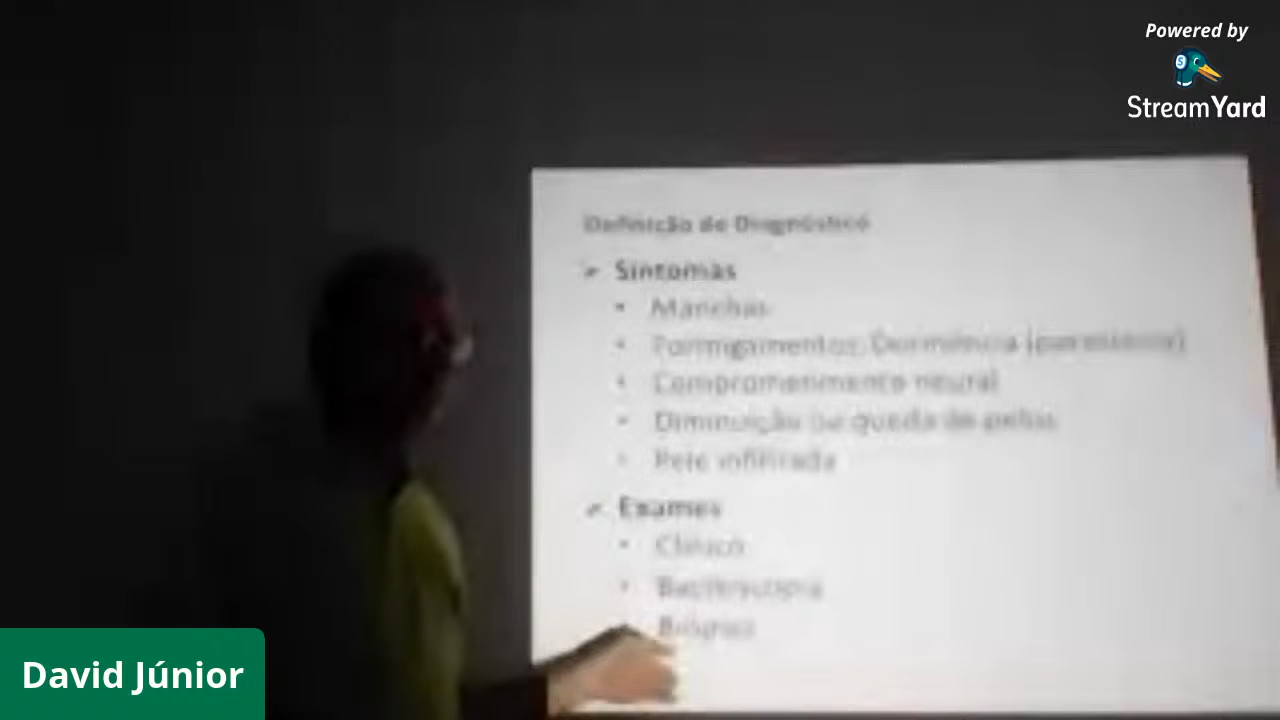 Powered by
StreamYard
Definição de Diagnóstico
Sintomas
Manchas
Formigamentos, Dormência (parestesia)
Comprometimento neural
Diminuição ou queda de pelos
Pele infiltrada
Exames
Clínico
Baciloscopia
Biópsia
David Júnior